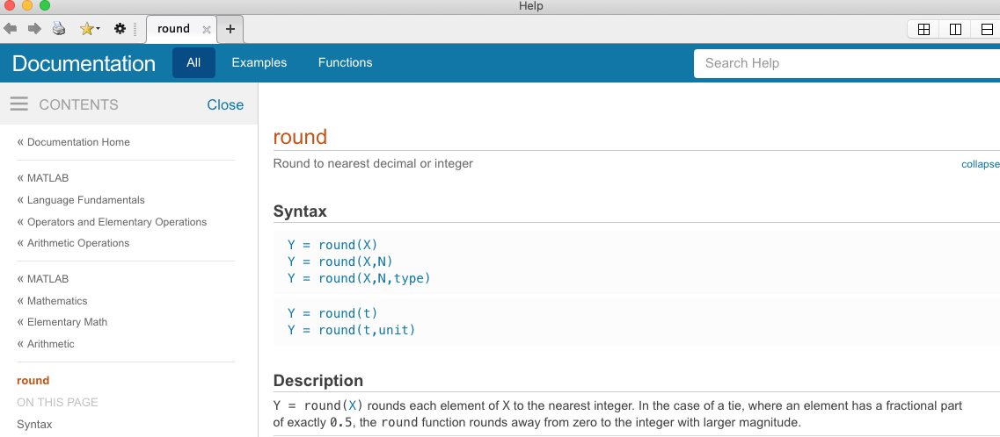 Help
round
Documentation All Examples Functions Search Help
CONTENTS Close
« Documentation Home
« MATLAB
« Language Fundamentals
« Operators and Elementary Operations
« Arithmetic Operations
« MATLAB
« Mathematics
« Elementary Math
« Arithmetic
round
ON THIS PAGE
Syntax
round
Round to nearest decimal or integer
collapse
Syntax
Y = round(X)
Y = round(X,N)
Y = round(X,N,type)
Y = round(t)
Y = round(t,unit)
Description
Y = round(X) rounds each element of X to the nearest integer. In the case of a tie, where an element has a fractional part
of exactly 0.5, the round function rounds away from zero to the integer with larger magnitude.